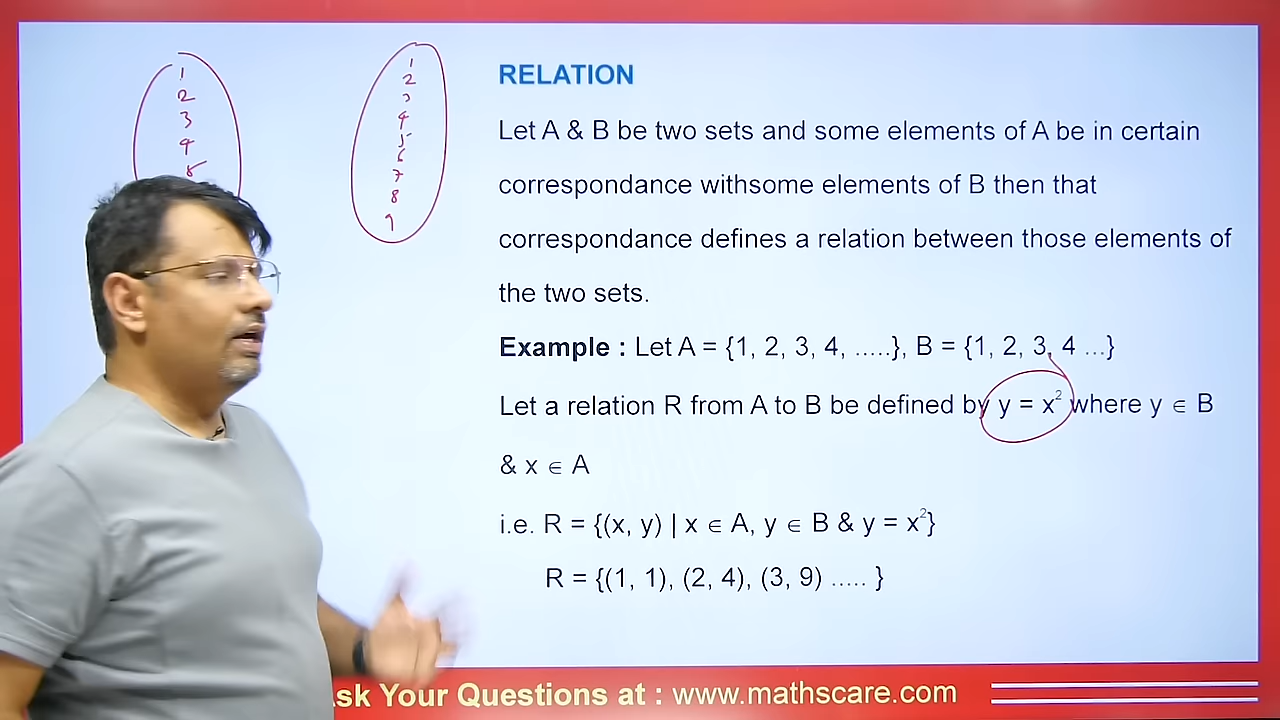 1
2
3
4
5
1
2
3
4
5
6
7
8
9
RELATION
Let A & B be two sets and some elements of A be in certain
correspondance withsome elements of B then that
correspondance defines a relation between those elements of
the two sets.
Example : Let A = {1, 2, 3, 4, .....}, B = {1, 2, 3, 4 ...}
Let a relation R from A to B be defined by y = x² where y ∈ B
& x ∈ A
i.e. R = {(x, y) | x ∈ A, y ∈ B & y = x²}
R = {(1, 1), (2, 4), (3, 9) ..... }
sk Your Questions at : www.mathscare.com